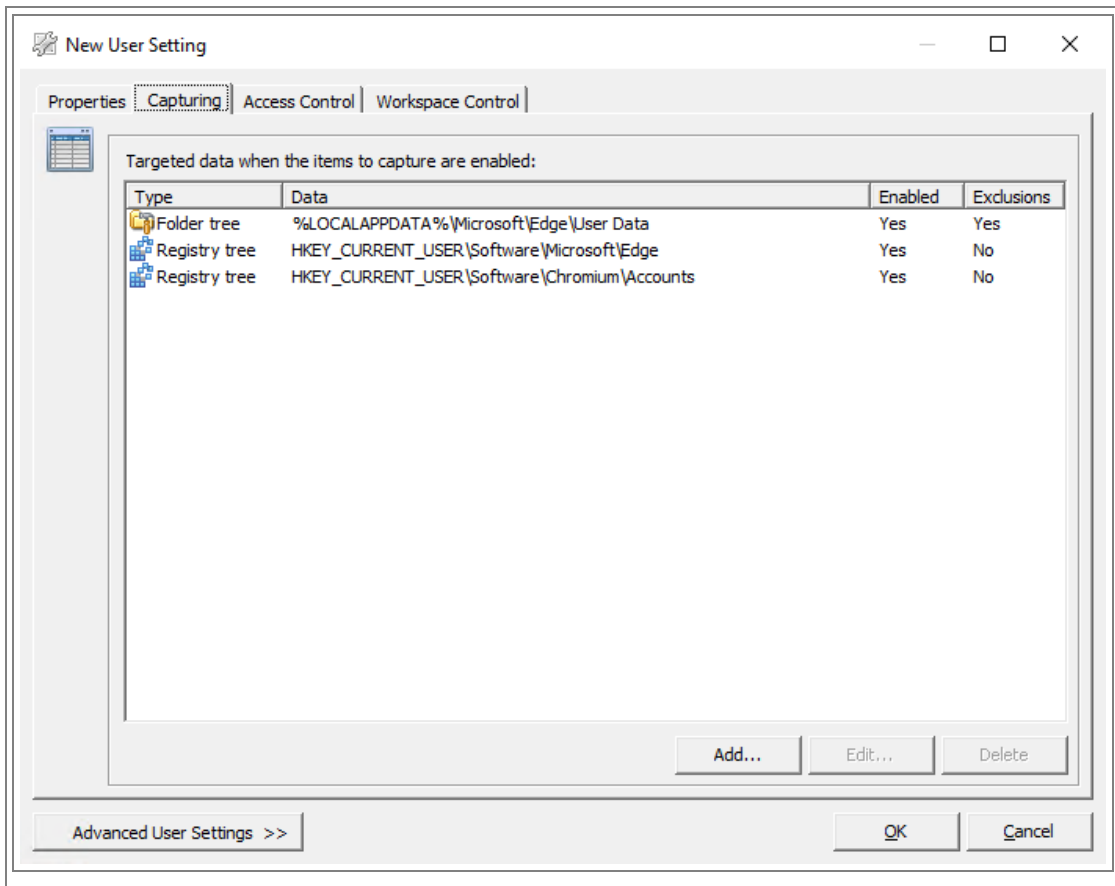 New User Setting
Properties Capturing Access Control Workspace Control
Targeted data when the items to capture are enabled:
Type Data Enabled Exclusions
Folder tree %LOCALAPPDATA%\Microsoft\Edge\User Data Yes Yes
Registry tree HKEY_CURRENT_USER\Software\Microsoft\Edge Yes No
Registry tree HKEY_CURRENT_USER\Software\Chromium\Accounts Yes No
Add... Edit... Delete
Advanced User Settings >> OK Cancel